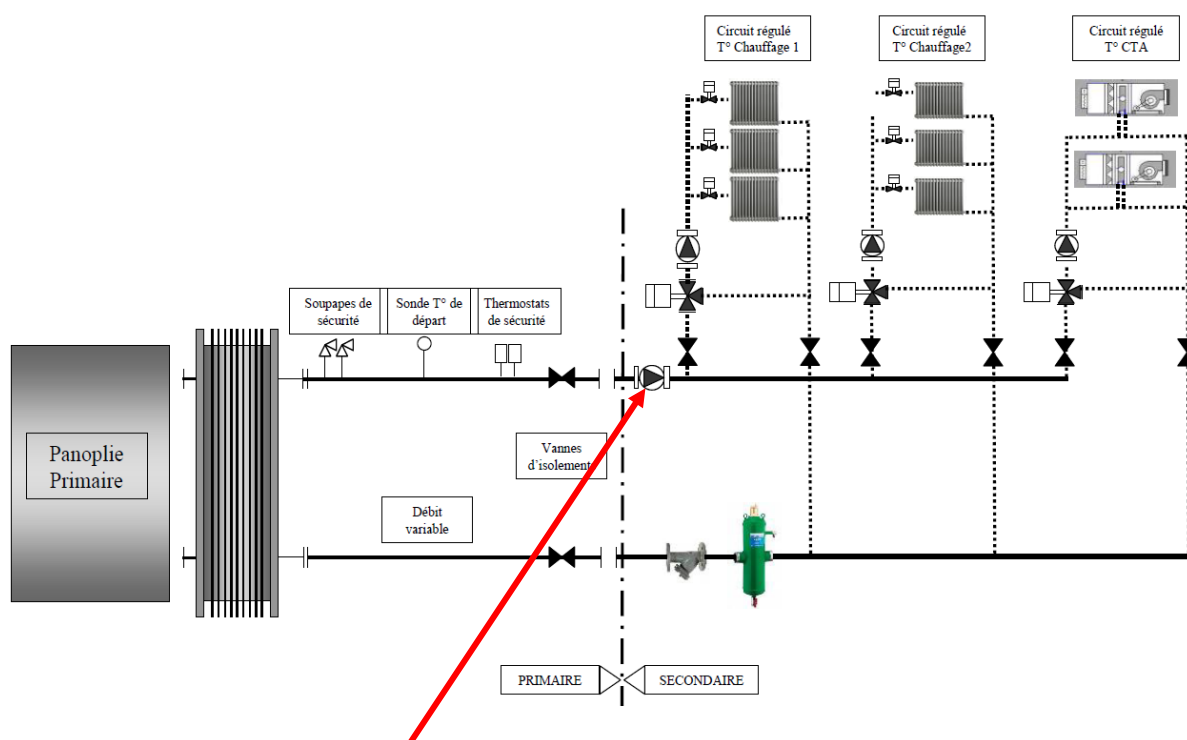 Circuit régulé
T° Chauffage 1
Circuit régulé
T° Chauffage2
Circuit régulé
T° CTA
Soupapes de
sécurité
Sonde T° de
départ
Thermostats
de sécurité
Panoplie
Primaire
Vannes
d'isolement
Débit
variable
PRIMAIRE
SECONDAIRE